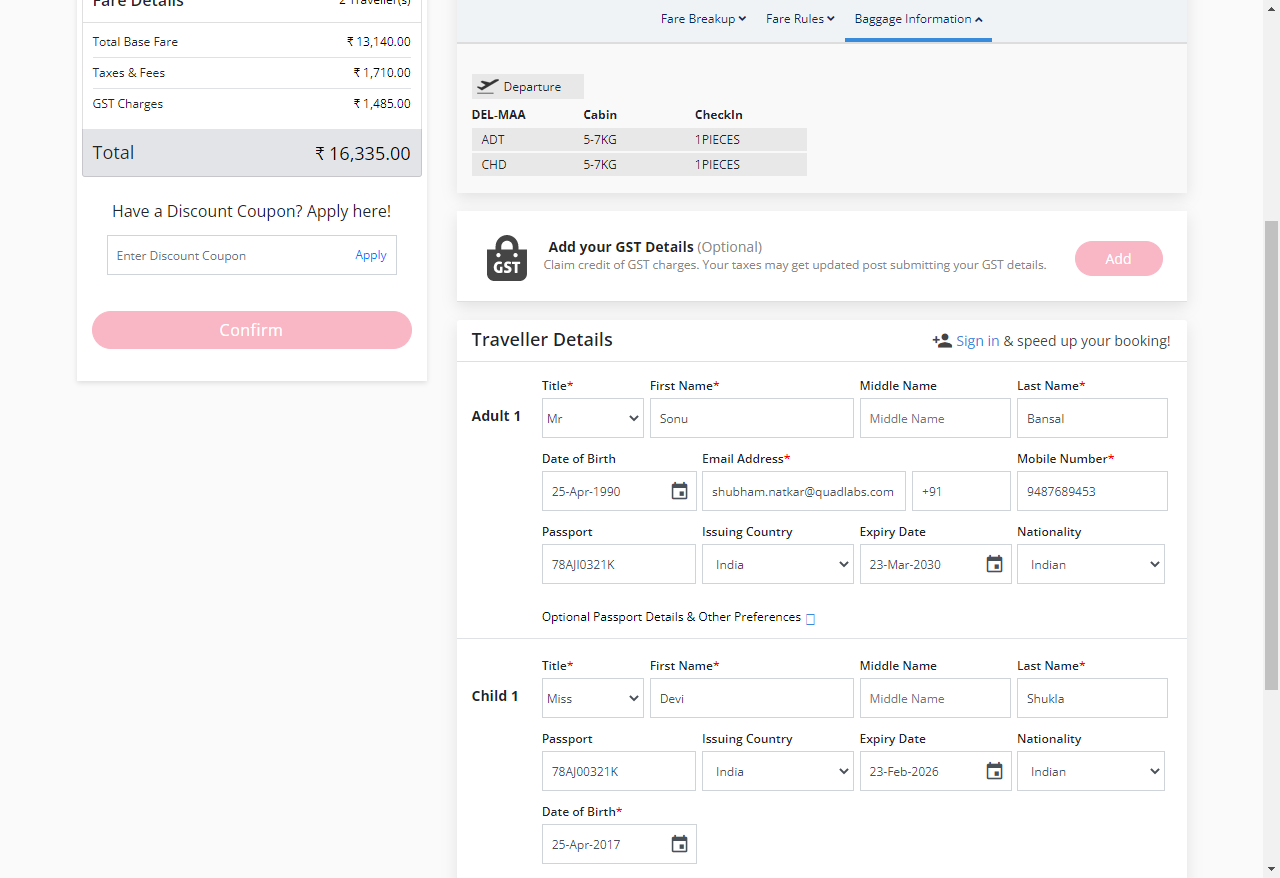 Fare Details 2 Traveller(s)
Total Base Fare ₹ 13,140.00
Taxes & Fees ₹ 1,710.00
GST Charges ₹ 1,485.00
Total ₹ 16,335.00
Have a Discount Coupon? Apply here!
Enter Discount Coupon Apply
Confirm
Fare Breakup Fare Rules Baggage Information
Departure
DEL-MAA Cabin CheckIn
ADT 5-7KG 1PIECES
CHD 5-7KG 1PIECES
GST
Add your GST Details (Optional)
Claim credit of GST charges. Your taxes may get updated post submitting your GST details.
Add
Traveller Details Sign in & speed up your booking!
Title* First Name* Middle Name Last Name*
Adult 1 Mr Sonu Middle Name Bansal
Date of Birth Email Address* Mobile Number*
25-Apr-1990 shubham.natkar@quadlabs.com +91 9487689453
Passport Issuing Country Expiry Date Nationality
78AJI0321K India 23-Mar-2030 Indian
Optional Passport Details & Other Preferences
Title* First Name* Middle Name Last Name*
Child 1 Miss Devi Middle Name Shukla
Passport Issuing Country Expiry Date Nationality
78AJ00321K India 23-Feb-2026 Indian
Date of Birth*
25-Apr-2017